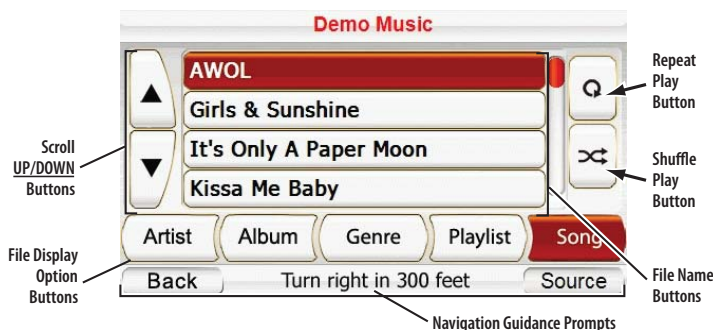 Demo Music
AWOL
Girls & Sunshine
It's Only A Paper Moon
Kissa Me Baby
Artist
Album
Genre
Playlist
Song
Back
Turn right in 300 feet
Source
Scroll
UP/DOWN
Buttons
File Display
Option
Buttons
Repeat
Play
Button
Shuffle
Play
Button
File Name
Buttons
Navigation Guidance Prompts